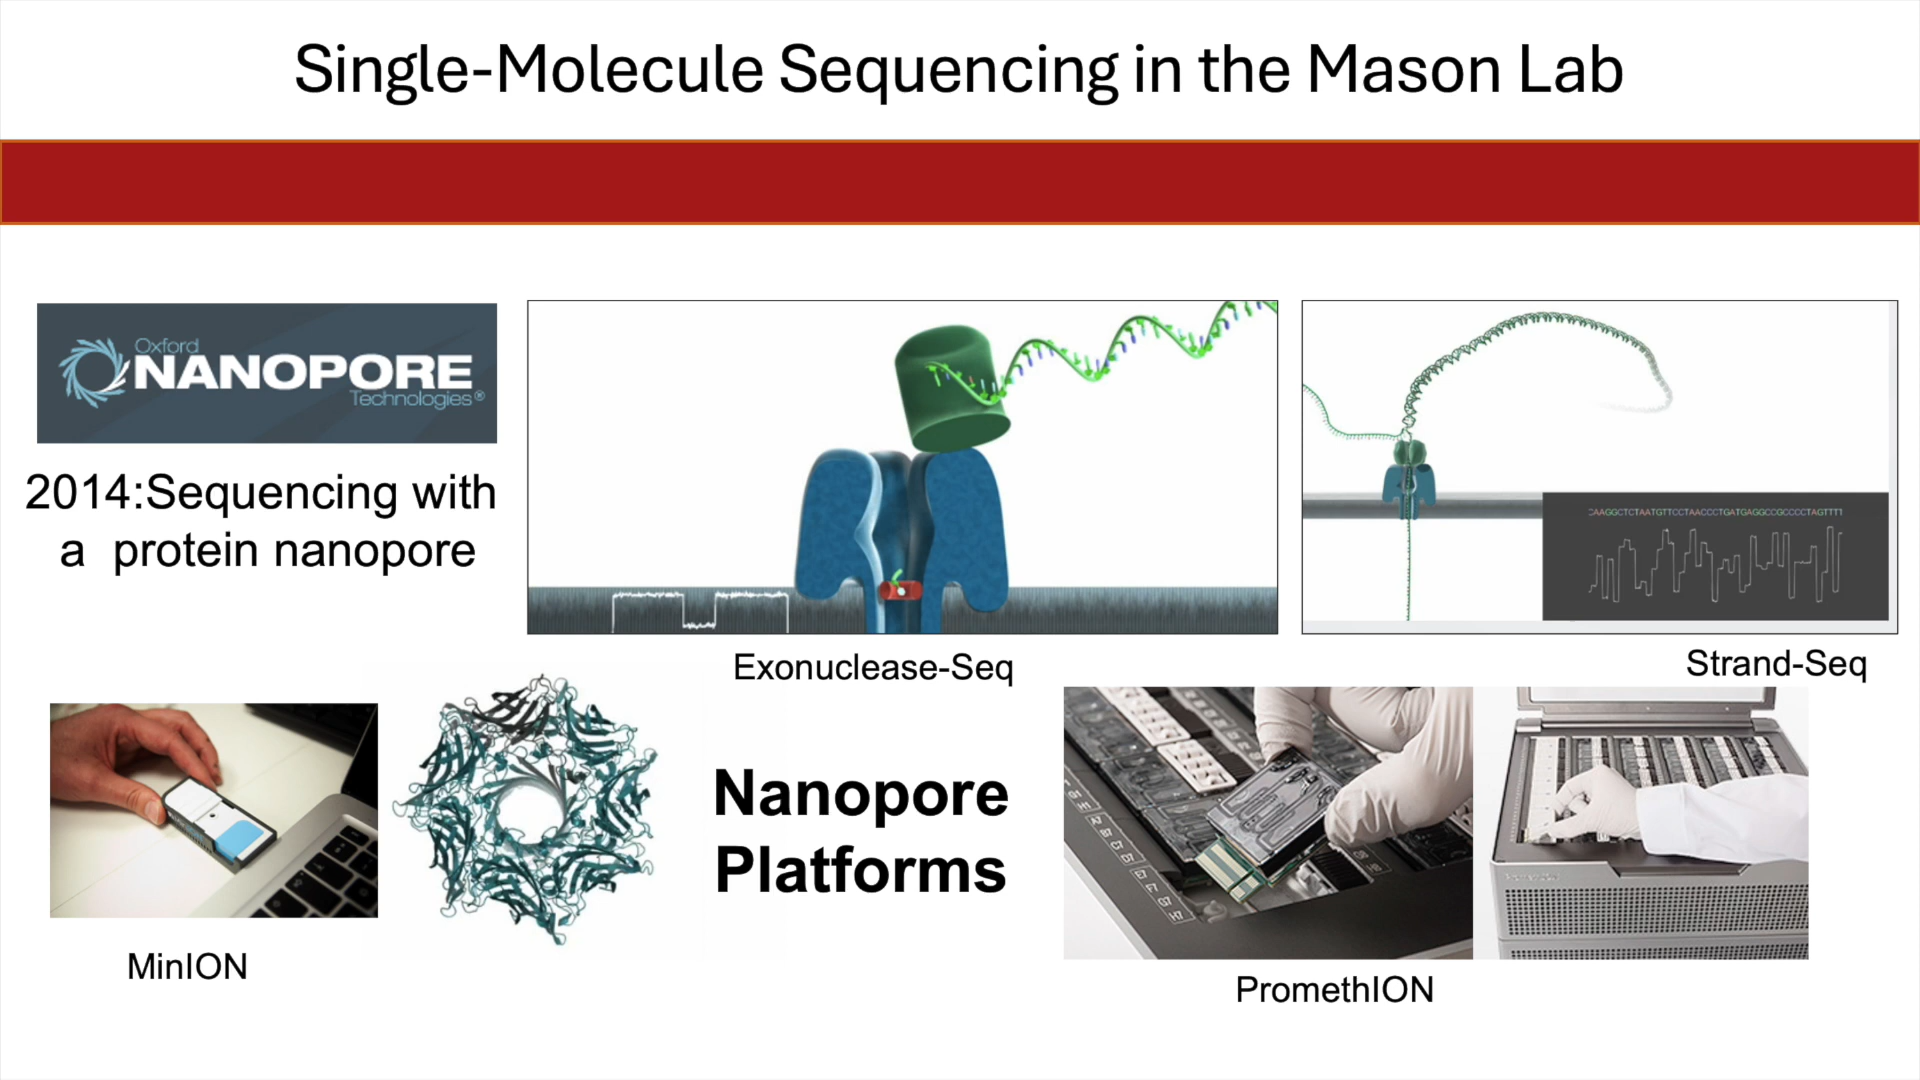 Single-Molecule Sequencing in the Mason Lab
Oxford
NANOPORE
Technologies®
2014:Sequencing with
a protein nanopore
Exonuclease-Seq
CAAGGCTCTAATGTTCCTAACCCTGATGAGGCCGCCCCTAGTTTT
Strand-Seq
MinION
Nanopore
Platforms
PromethION